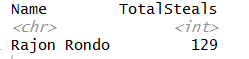 Name TotalSteals
<chr> <int>
Rajon Rondo 129